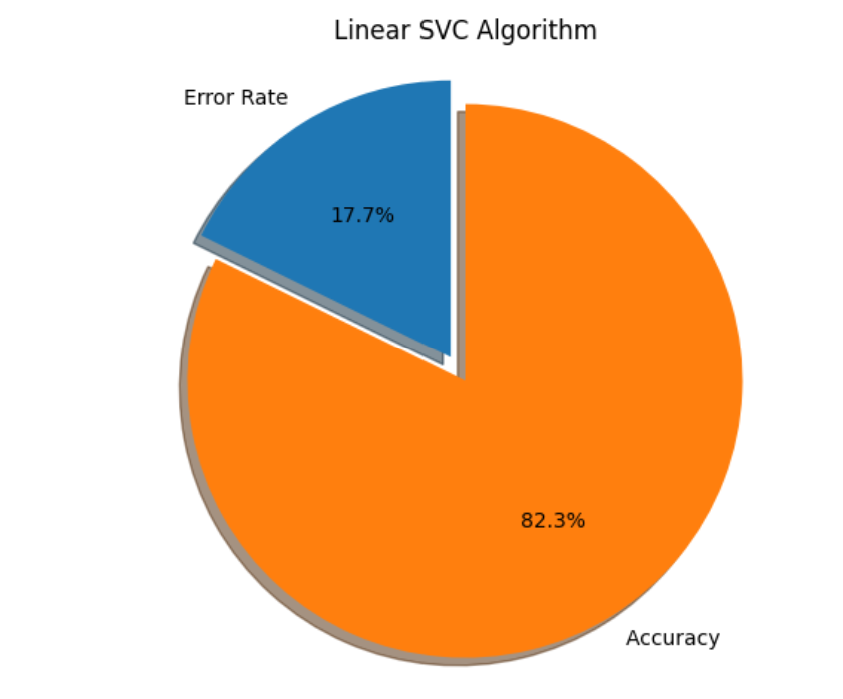 Linear SVC Algorithm
Error Rate
17.7%
82.3%
Accuracy